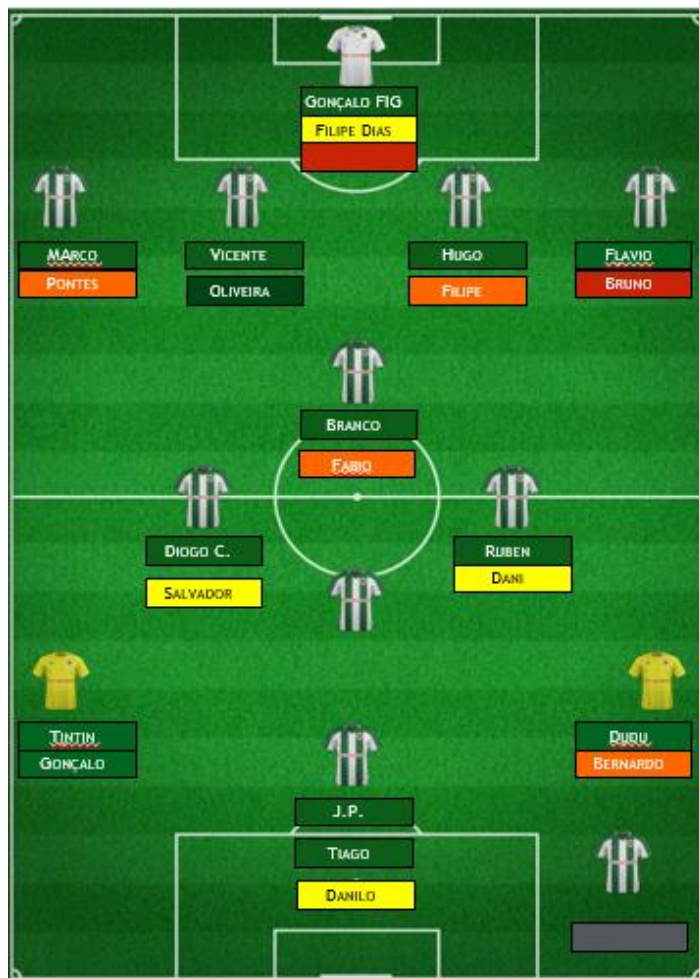 Gonçalo FIG
Filipe Dias
MArco
Vicente
Hugo
Flavio
Pontes
Oliveira
Filipe
Bruno
Branco
Fabio
Diogo C.
Ruben
Salvador
Dani
Tintin
Dudu
Gonçalo
Bernardo
J.P.
Tiago
Danilo